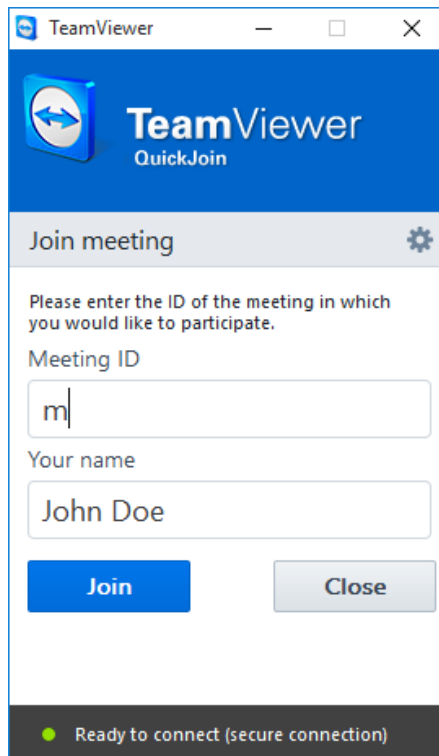 TeamViewer
TeamViewer
QuickJoin
Join meeting
Please enter the ID of the meeting in which
you would like to participate.
Meeting ID
m
Your name
John Doe
Join Close
Ready to connect (secure connection)